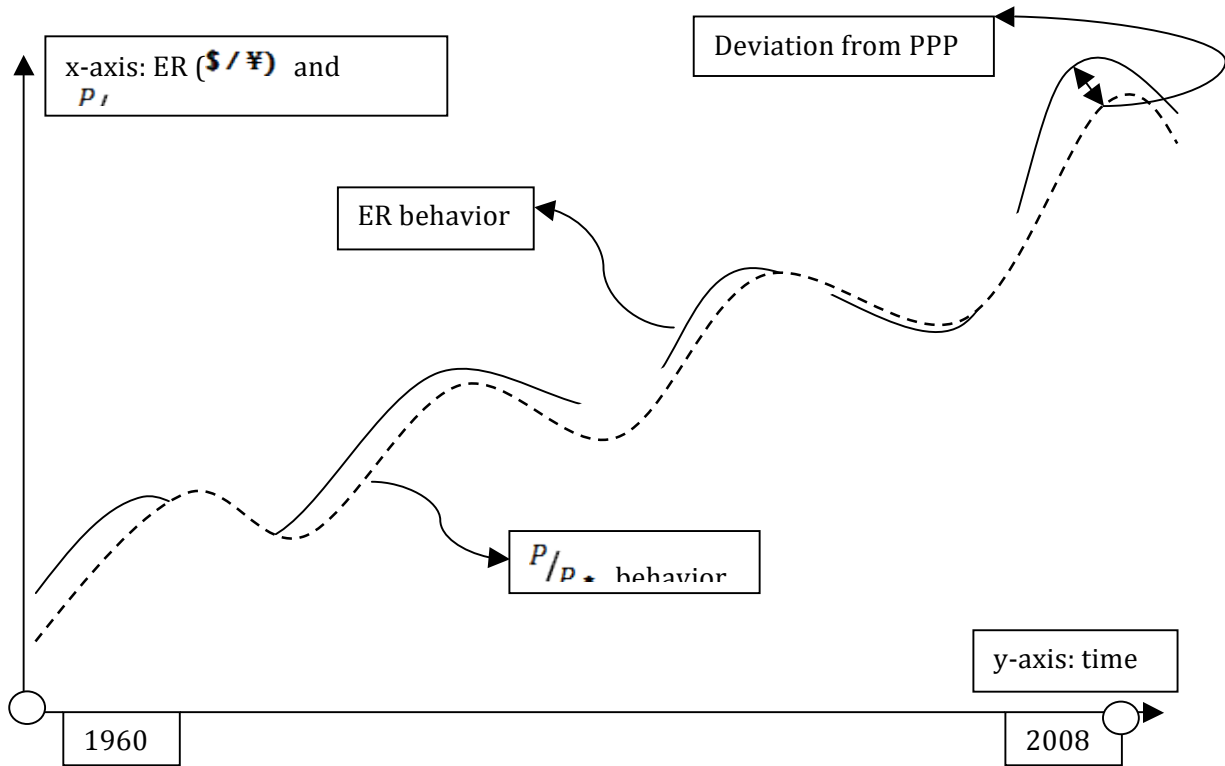 Deviation from PPP
x-axis: ER ($ / ¥) and
P /
ER behavior
P/P* behavior
y-axis: time
1960
2008